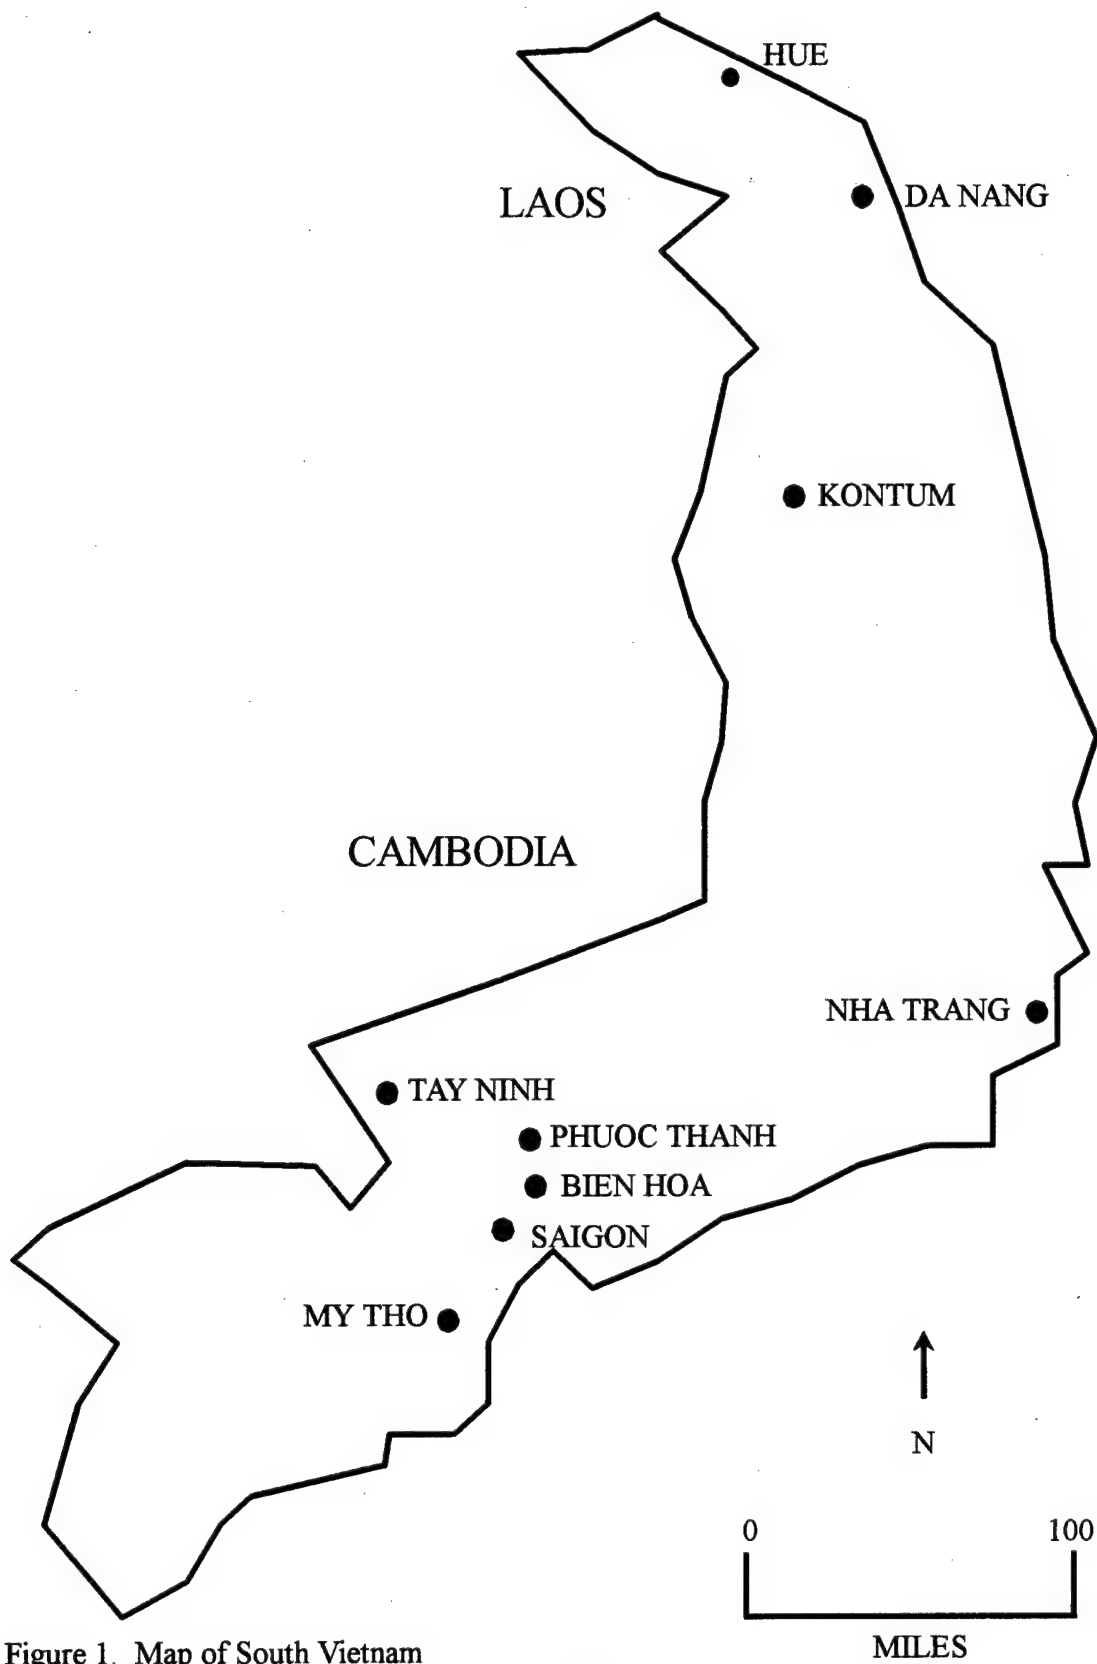 HUE
LAOS
DA NANG
KONTUM
CAMBODIA
NHA TRANG
TAY NINH
PHUOC THANH
BIEN HOA
SAIGON
MY THO
N
0 100
MILES
Figure 1. Map of South Vietnam